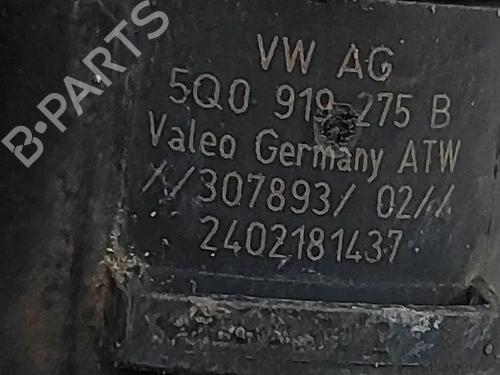 B-PARTS
VW AG
5Q0 919 275 B
Valeo Germany ATW
//307893/ 02//
2402181437